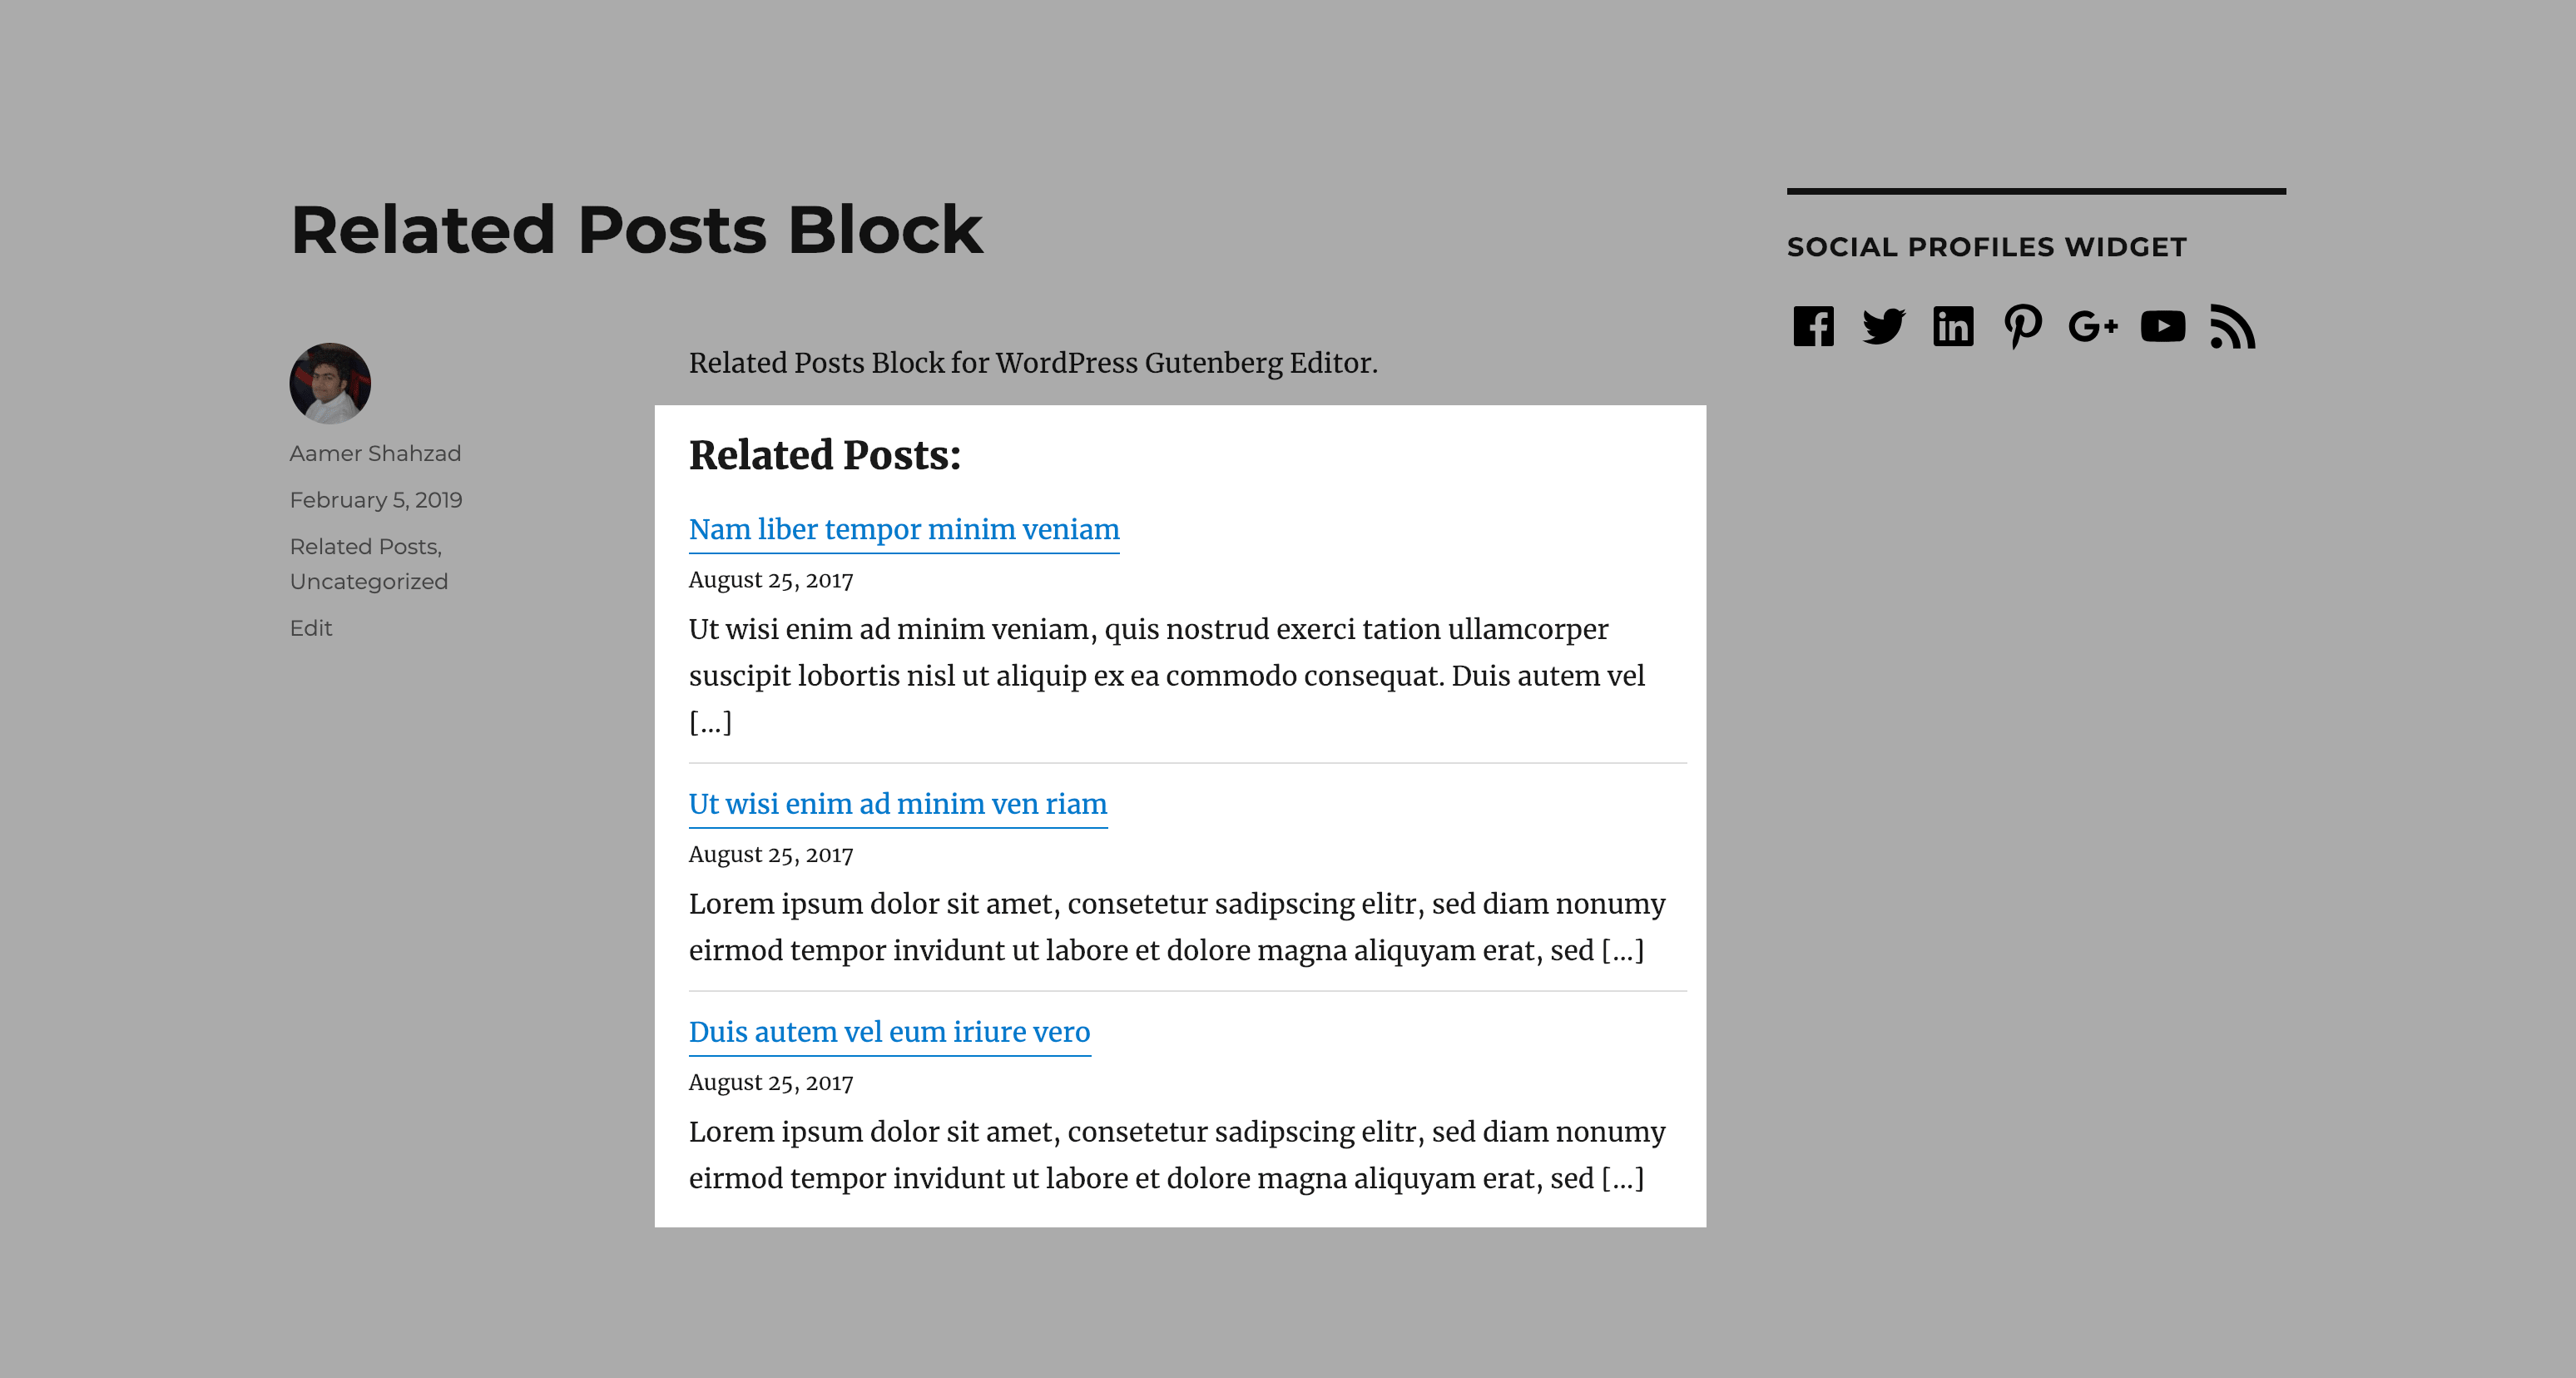 Related Posts Block
Aamer Shahzad
February 5, 2019
Related Posts,
Uncategorized
Edit
Related Posts Block for WordPress Gutenberg Editor.
Related Posts:
Nam liber tempor minim veniam
August 25, 2017
Ut wisi enim ad minim veniam, quis nostrud exerci tation ullamcorper
suscipit lobortis nisl ut aliquip ex ea commodo consequat. Duis autem vel
[…]
Ut wisi enim ad minim ven riam
August 25, 2017
Lorem ipsum dolor sit amet, consetetur sadipscing elitr, sed diam nonumy
eirmod tempor invidunt ut labore et dolore magna aliquyam erat, sed […]
Duis autem vel eum iriure vero
August 25, 2017
Lorem ipsum dolor sit amet, consetetur sadipscing elitr, sed diam nonumy
eirmod tempor invidunt ut labore et dolore magna aliquyam erat, sed […]
SOCIAL PROFILES WIDGET